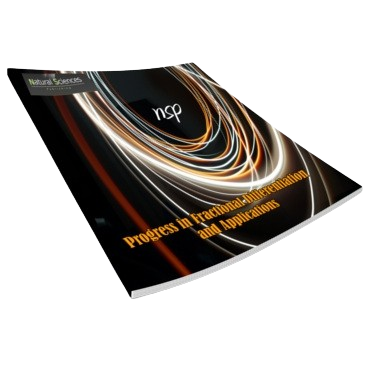 Natural Sciences
nsp
Progress in Fractional Differentiation
and Applications